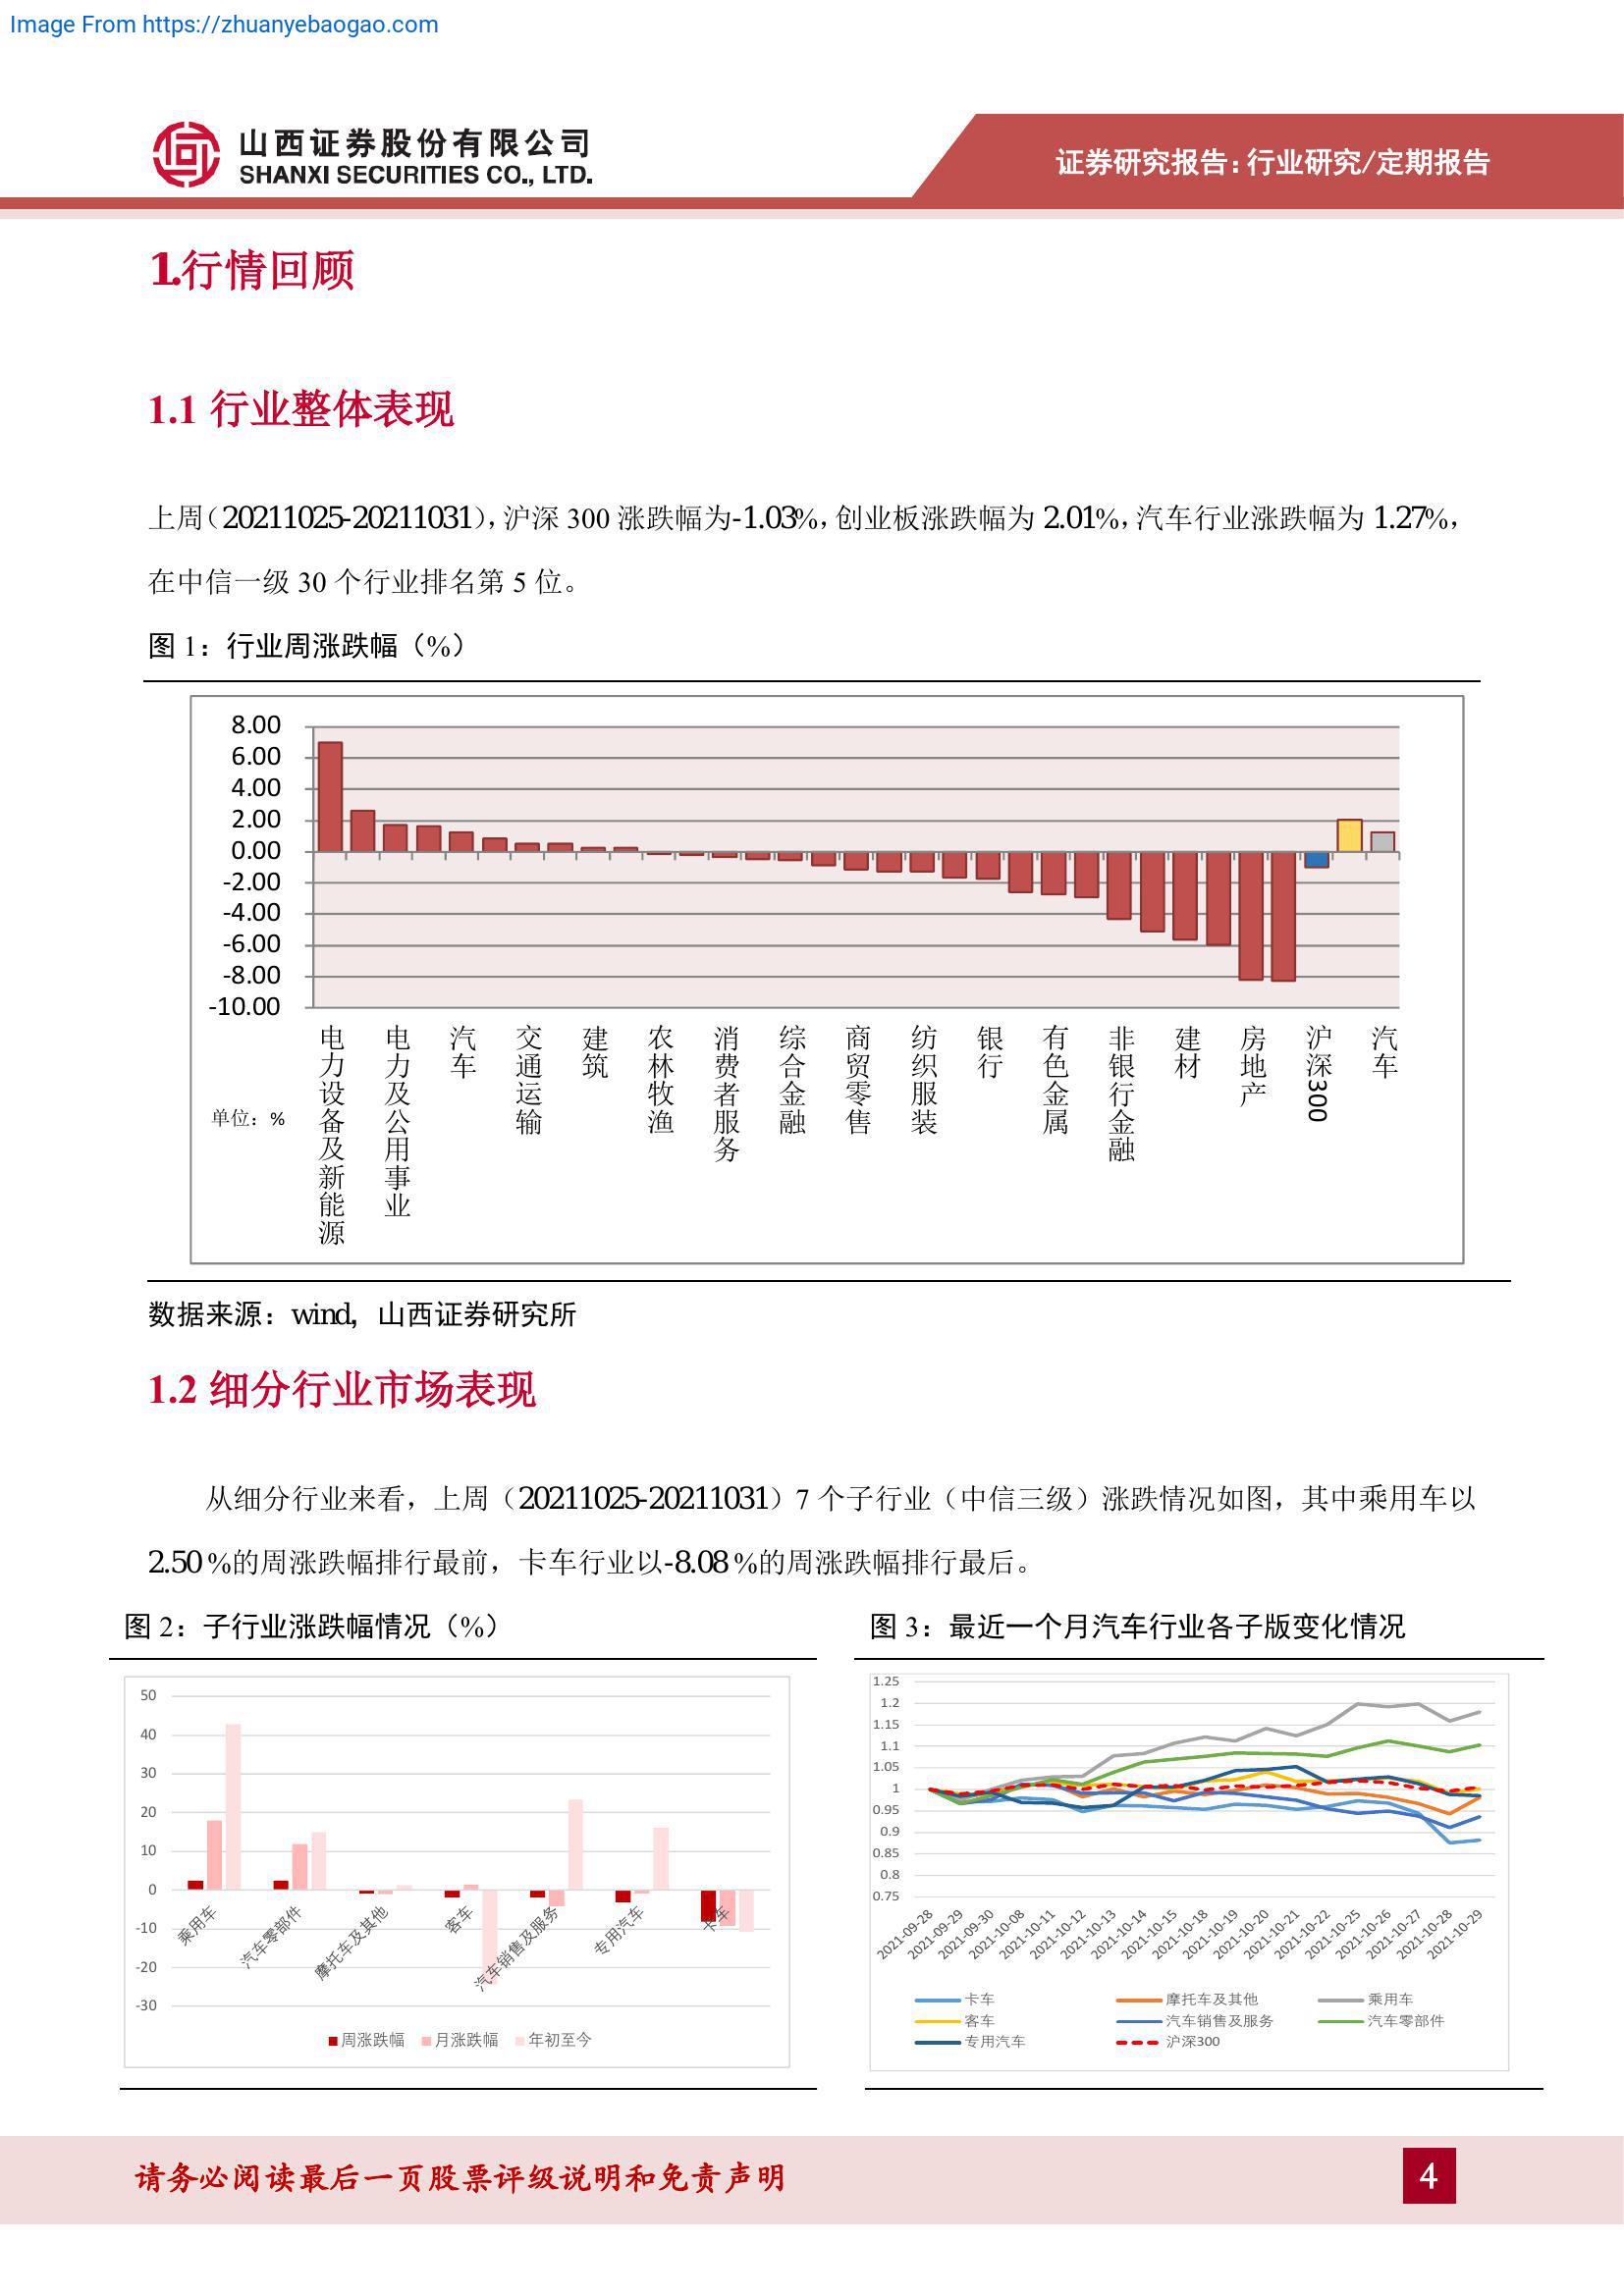 Image From https://zhuanyebaogao.com
山西证券股份有限公司
SHANXI SECURITIES CO., LTD.
证券研究报告:行业研究/定期报告
1.行情回顾
1.1 行业整体表现
上周(20211025-20211031),沪深 300 涨跌幅为-1.03%,创业板涨跌幅为 2.01%,汽车行业涨跌幅为 1.27%,
在中信一级 30 个行业排名第 5 位。
图 1:行业周涨跌幅(%)
8.00
6.00
4.00
2.00
0.00
-2.00
-4.00
-6.00
-8.00
-10.00
单位:%
电力设备及新能源
电力及公用事业
汽车
交通运输
建筑
农林牧渔
消费者服务
综合金融
商贸零售
纺织服装
银行
有色金属
非银行金融
建材
房地产
沪深300
汽车
数据来源:wind,山西证券研究所
1.2 细分行业市场表现
从细分行业来看,上周(20211025-20211031)7 个子行业(中信三级)涨跌情况如图,其中乘用车以
2.50 %的周涨跌幅排行最前,卡车行业以-8.08 %的周涨跌幅排行最后。
图 2:子行业涨跌幅情况(%)
50
40
30
20
10
0
-10
-20
-30
乘用车
汽车零部件
摩托车及其他
客车
汽车销售及服务
专用汽车
卡车
周涨跌幅 月涨跌幅 年初至今
图 3:最近一个月汽车行业各子版变化情况
1.25
1.2
1.15
1.1
1.05
1
0.95
0.9
0.85
0.8
0.75
2021-09-28
2021-09-29
2021-09-30
2021-10-08
2021-10-11
2021-10-12
2021-10-13
2021-10-14
2021-10-15
2021-10-18
2021-10-19
2021-10-20
2021-10-21
2021-10-22
2021-10-25
2021-10-26
2021-10-27
2021-10-28
2021-10-29
卡车 摩托车及其他 乘用车
客车 汽车销售及服务 汽车零部件
专用汽车 沪深300
请务必阅读最后一页股票评级说明和免责声明
4